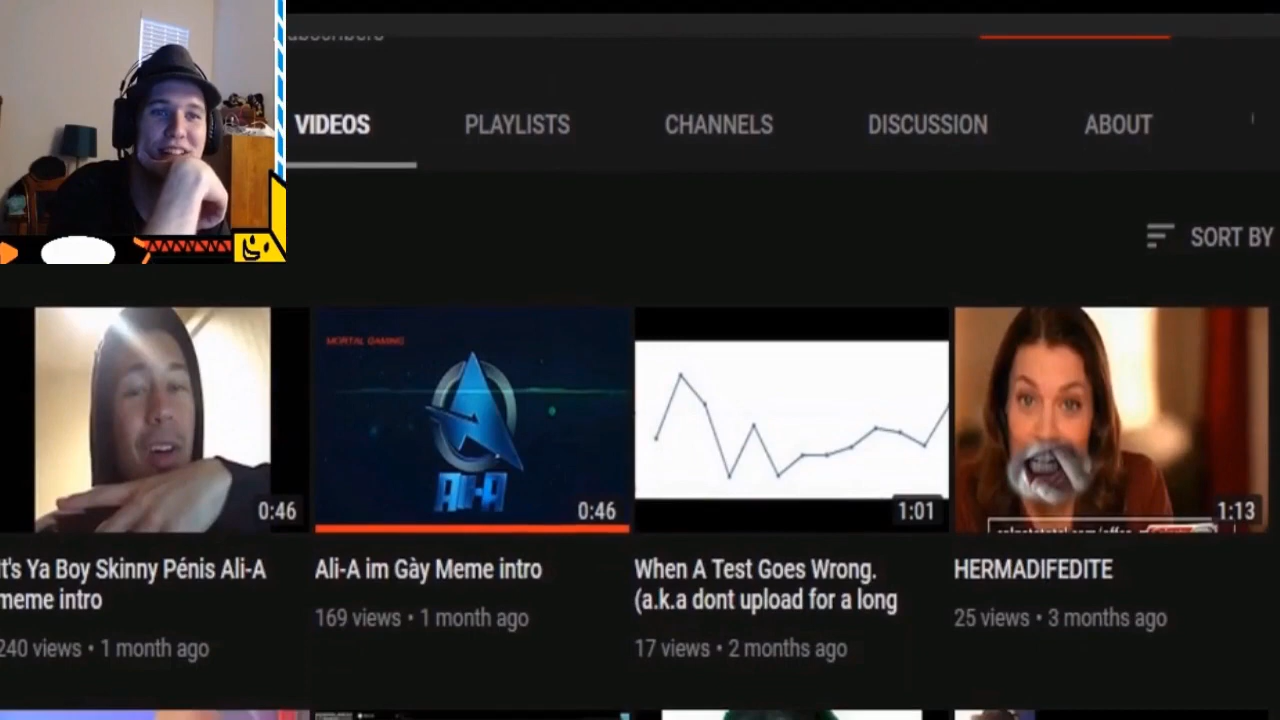 VIDEOS PLAYLISTS CHANNELS DISCUSSION ABOUT
SORT BY
MORTAL GAMING
ALI-A
0:46 0:46 1:01 1:13
It's Ya Boy Skinny Pénis Ali-A
meme intro
240 views • 1 month ago
Ali-A im Gày Meme intro
169 views • 1 month ago
When A Test Goes Wrong.
(a.k.a dont upload for a long
17 views • 2 months ago
HERMADIFEDITE
25 views • 3 months ago